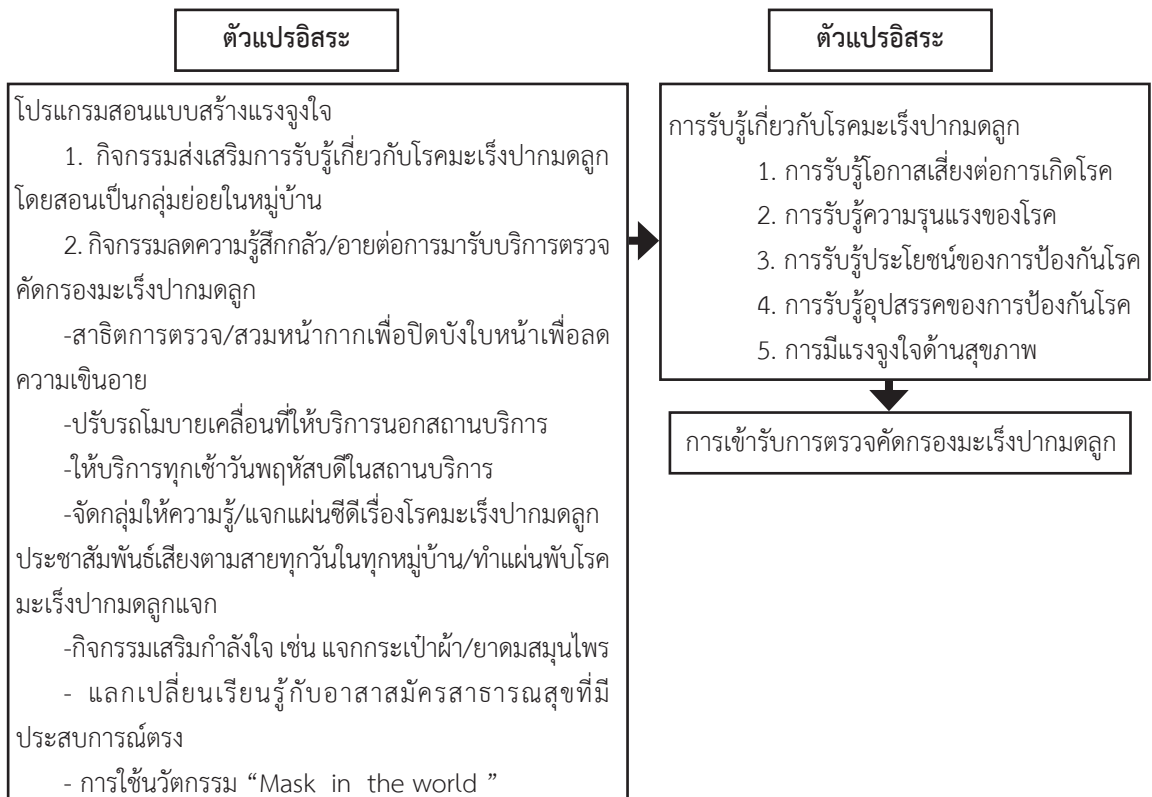 ตัวแปรอิสระ
โปรแกรมสอนแบบสร้างแรงจูงใจ
1. กิจกรรมส่งเสริมการรับรู้เกี่ยวกับโรคมะเร็งปากมดลูก
โดยสอนเป็นกลุ่มย่อยในหมู่บ้าน
2. กิจกรรมลดความรู้สึกกลัว/อายต่อการมารับบริการตรวจ
คัดกรองมะเร็งปากมดลูก
-สาธิตการตรวจ/สวมหน้ากากเพื่อปิดบังใบหน้าเพื่อลด
ความเขินอาย
-ปรับรถโมบายเคลื่อนที่ให้บริการนอกสถานบริการ
-ให้บริการทุกเช้าวันพฤหัสบดีในสถานบริการ
-จัดกลุ่มให้ความรู้/แจกแผ่นซีดีเรื่องโรคมะเร็งปากมดลูก
ประชาสัมพันธ์เสียงตามสายทุกวันในทุกหมู่บ้าน/ทำแผ่นพับโรค
มะเร็งปากมดลูกแจก
-กิจกรรมเสริมกำลังใจ เช่น แจกกระเป๋าผ้า/ยาดมสมุนไพร
- แลกเปลี่ยนเรียนรู้กับอาสาสมัครสาธารณสุขที่มี
ประสบการณ์ตรง
- การใช้นวัตกรรม “Mask in the world ”
ตัวแปรอิสระ
การรับรู้เกี่ยวกับโรคมะเร็งปากมดลูก
1. การรับรู้โอกาสเสี่ยงต่อการเกิดโรค
2. การรับรู้ความรุนแรงของโรค
3. การรับรู้ประโยชน์ของการป้องกันโรค
4. การรับรู้อุปสรรคของการป้องกันโรค
5. การมีแรงจูงใจด้านสุขภาพ
การเข้ารับการตรวจคัดกรองมะเร็งปากมดลูก